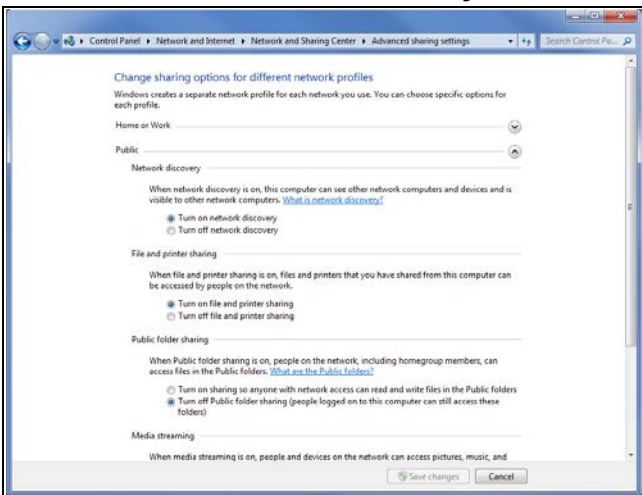 Control Panel ▸ Network and Internet ▸ Network and Sharing Center ▸ Advanced sharing settings
Search Control Pa...
Change sharing options for different network profiles
Windows creates a separate network profile for each network you use. You can choose specific options for
each profile.
Home or Work
Public
Network discovery
When network discovery is on, this computer can see other network computers and devices and is
visible to other network computers. What is network discovery?
Turn on network discovery
Turn off network discovery
File and printer sharing
When file and printer sharing is on, files and printers that you have shared from this computer can
be accessed by people on the network.
Turn on file and printer sharing
Turn off file and printer sharing
Public folder sharing
When Public folder sharing is on, people on the network, including homegroup members, can
access files in the Public folders. What are the Public folders?
Turn on sharing so anyone with network access can read and write files in the Public folders
Turn off Public folder sharing (people logged on to this computer can still access these
folders)
Media streaming
When media streaming is on, people and devices on the network can access pictures, music, and
Save changes Cancel